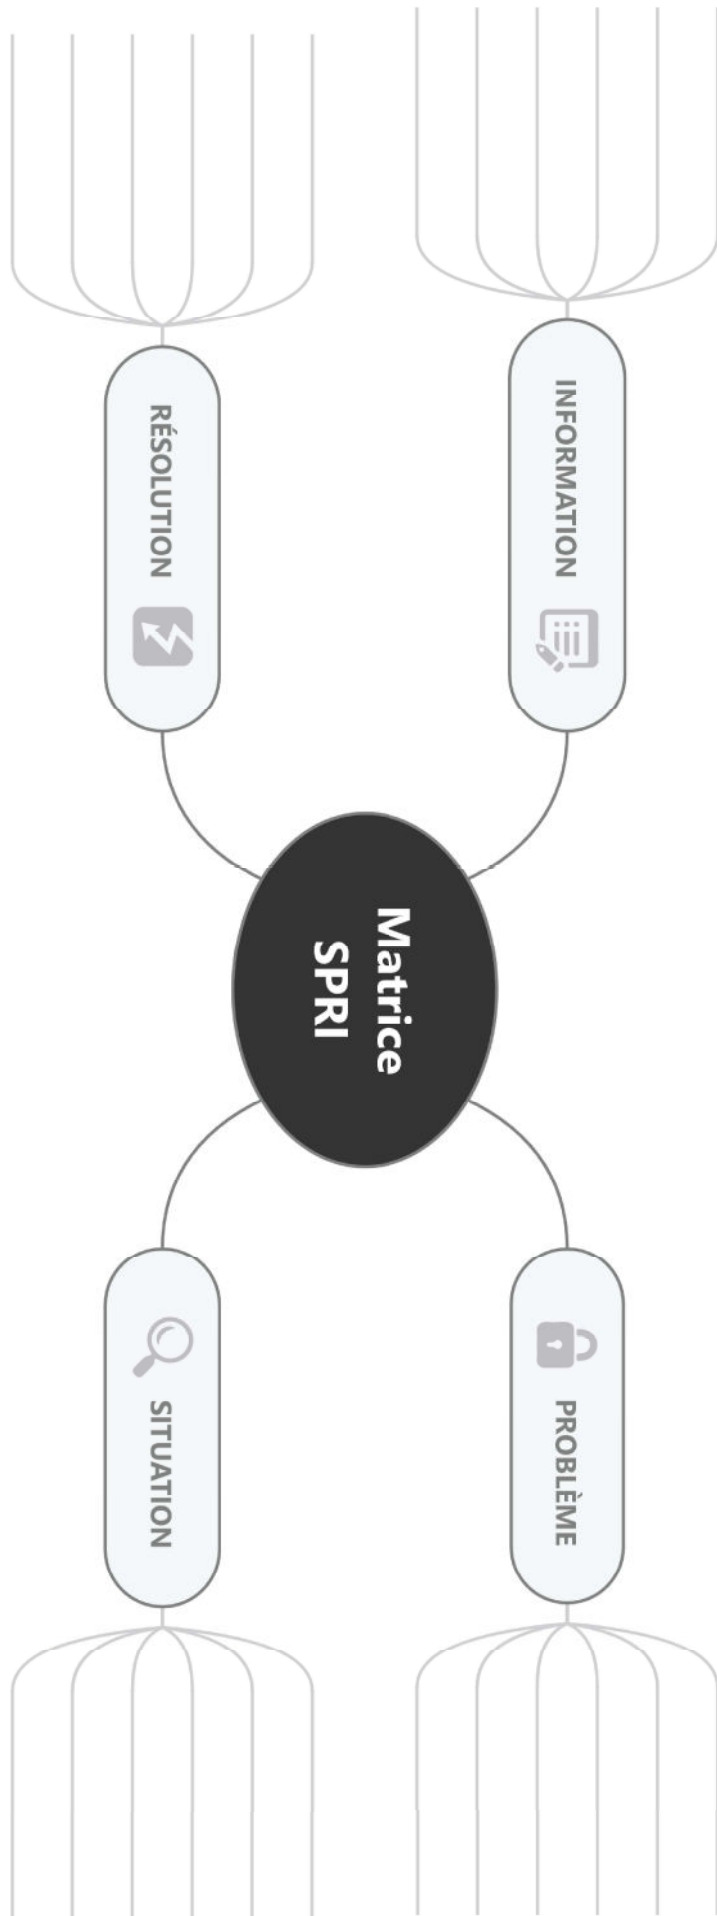 Matrice
SPRI
INFORMATION
PROBLÈME
RÉSOLUTION
SITUATION